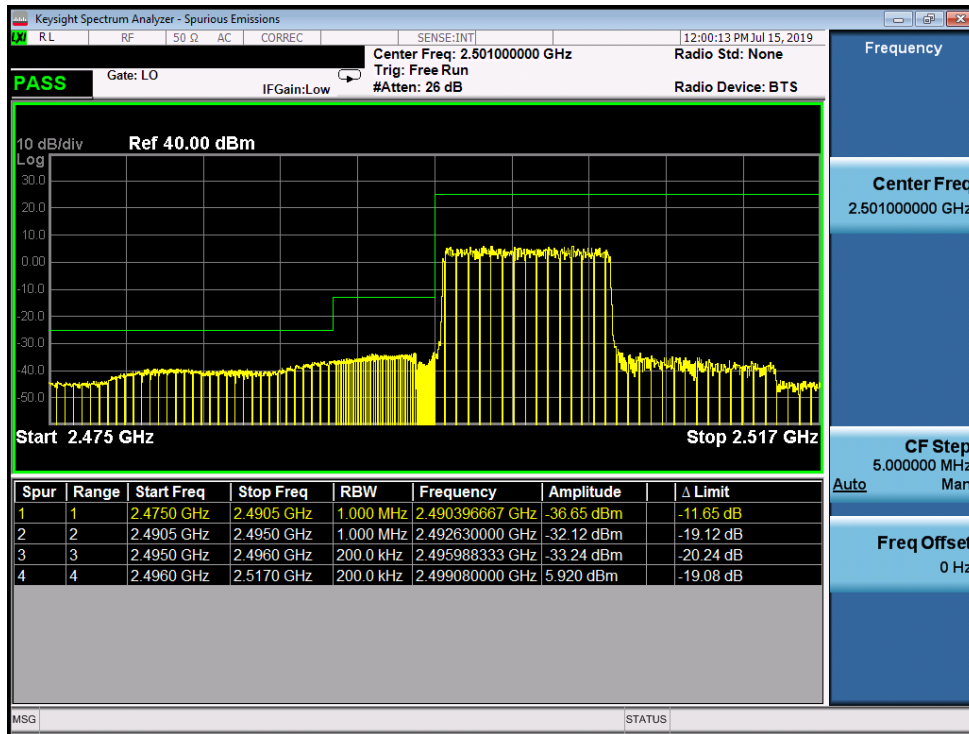 Keysight Spectrum Analyzer - Spurious Emissions
LXI RL RF 50 Ω AC CORREC SENSE:INT 12:00:13 PM Jul 15, 2019
Center Freq: 2.501000000 GHz Radio Std: None
PASS Gate: LO Trig: Free Run
IFGain:Low #Atten: 26 dB Radio Device: BTS
10 dB/div Ref 40.00 dBm
Log
30.0
20.0
10.0
0.00
-10.0
-20.0
-30.0
-40.0
-50.0
Start 2.475 GHz Stop 2.517 GHz
Spur Range Start Freq Stop Freq RBW Frequency Amplitude Δ Limit
1 1 2.4750 GHz 2.4905 GHz 1.000 MHz 2.490396667 GHz -36.65 dBm -11.65 dB
2 2 2.4905 GHz 2.4950 GHz 1.000 MHz 2.492630000 GHz -32.12 dBm -19.12 dB
3 3 2.4950 GHz 2.4960 GHz 200.0 kHz 2.495988333 GHz -33.24 dBm -20.24 dB
4 4 2.4960 GHz 2.5170 GHz 200.0 kHz 2.499080000 GHz 5.920 dBm -19.08 dB
MSG STATUS
Frequency
Center Freq
2.501000000 GHz
CF Step
5.000000 MHz
Auto Man
Freq Offset
0 Hz